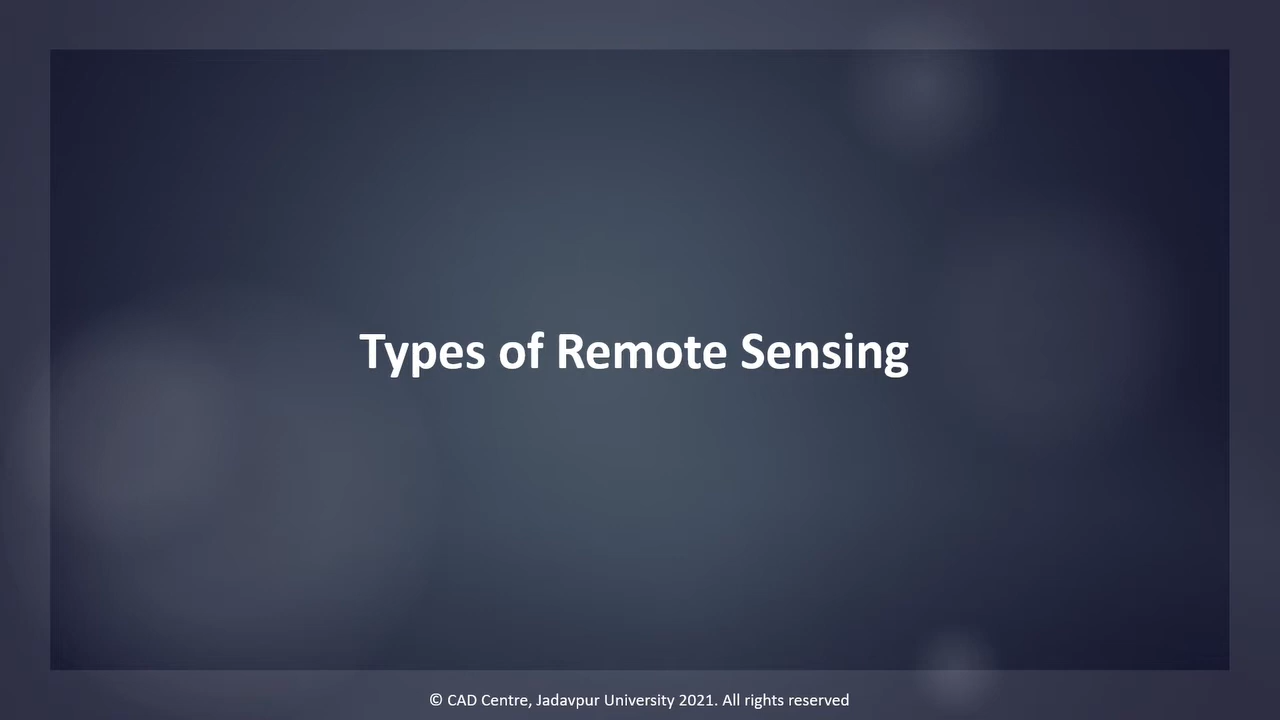 Types of Remote Sensing
© CAD Centre, Jadavpur University 2021. All rights reserved